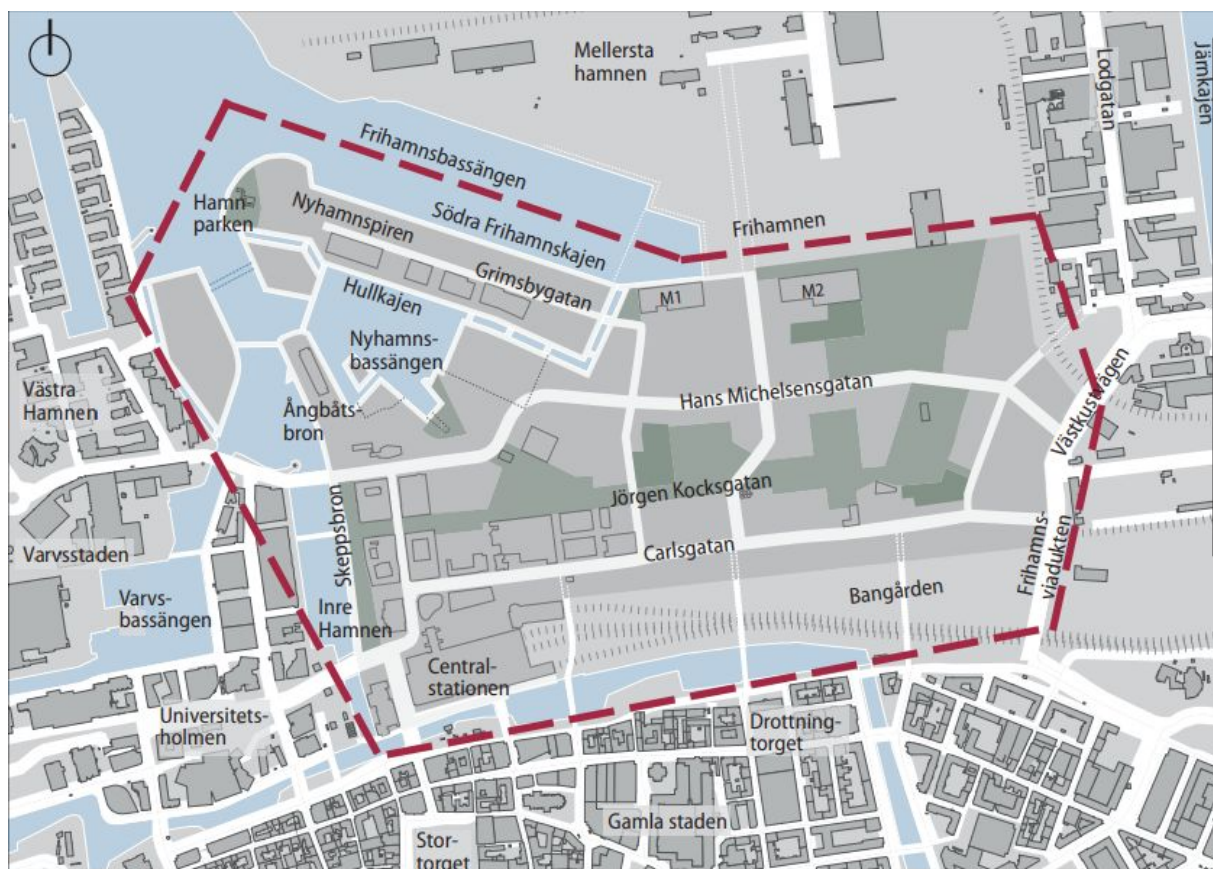 Mellersta
hamnen
Lodgatan
Järnkajen
Frihamnsbassängen
Hamn-
parken
Nyhamnspiren
Södra Frihamnskajen
Frihamnen
Grimsbygatan
Hullkajen
M1
M2
Nyhamns-
bassängen
Hans Michelsensgatan
Västkustvägen
Västra
Hamnen
Ångbåts-
bron
Jörgen Kocksgatan
Skeppsbron
Carlsgatan
Varvsstaden
Varvs-
bassängen
Inre
Hamnen
Bangården
Frihamns-
viadukten
Central-
stationen
Universitets-
holmen
Drottning-
torget
Gamla staden
Stor-
torget